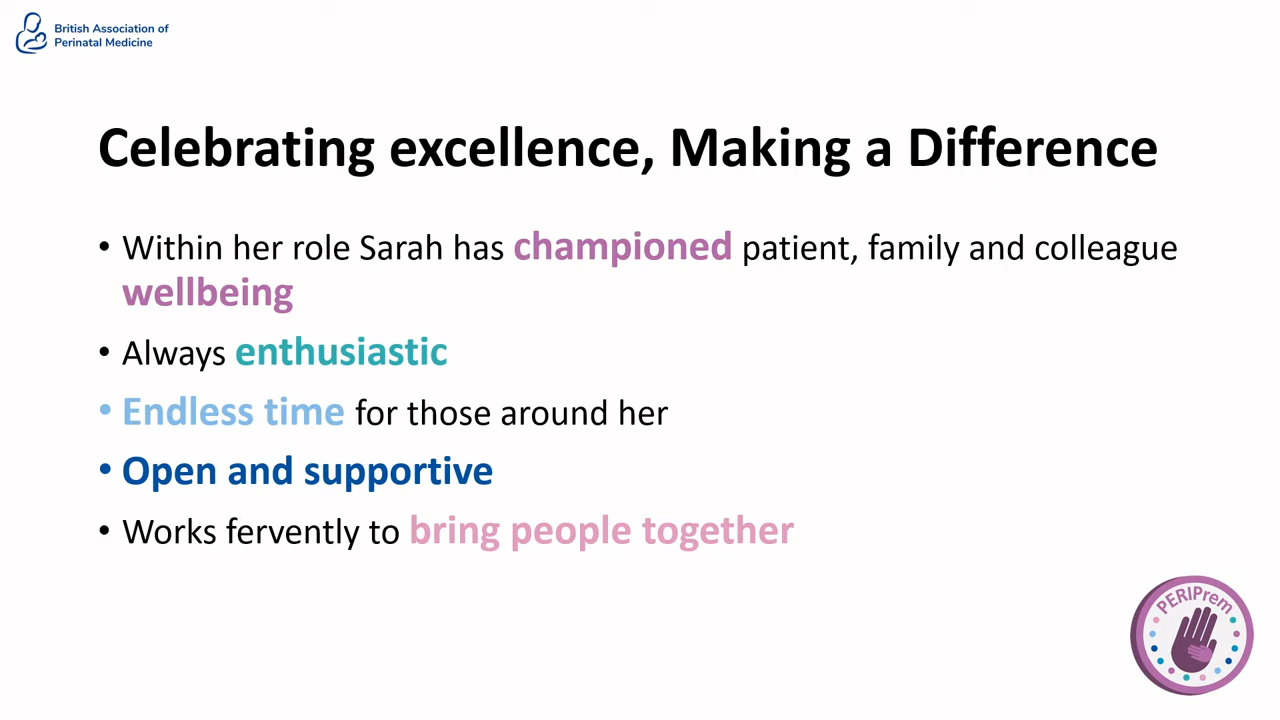 British Association of
Perinatal Medicine
Celebrating excellence, Making a Difference
• Within her role Sarah has championed patient, family and colleague
wellbeing
• Always enthusiastic
• Endless time for those around her
• Open and supportive
• Works fervently to bring people together
PERIPrem